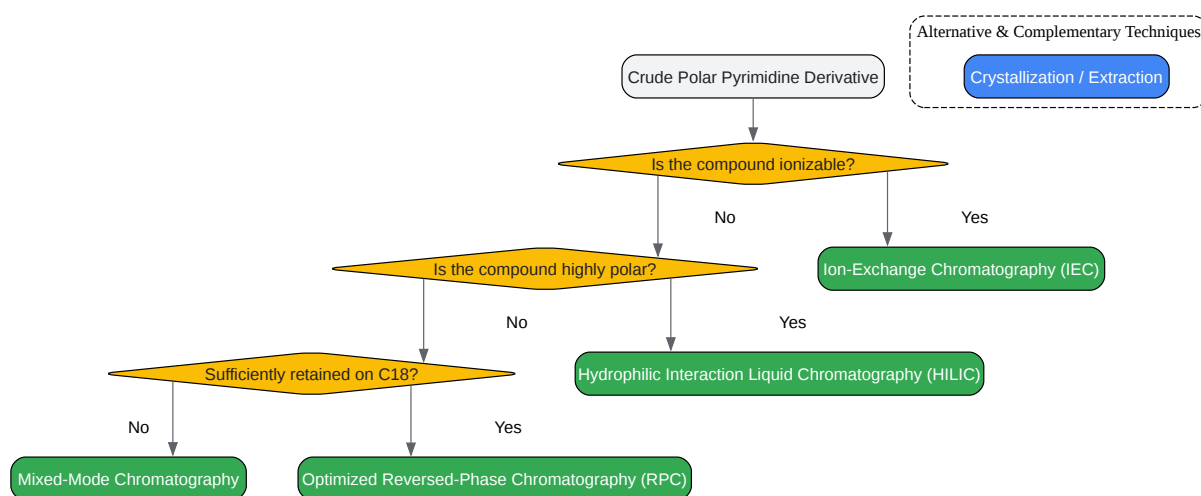 Alternative & Complementary Techniques
Crude Polar Pyrimidine Derivative
Crystallization / Extraction
Is the compound ionizable?
No
Yes
Is the compound highly polar?
Ion-Exchange Chromatography (IEC)
No
Yes
Sufficiently retained on C18?
Hydrophilic Interaction Liquid Chromatography (HILIC)
No
Yes
Mixed-Mode Chromatography
Optimized Reversed-Phase Chromatography (RPC)